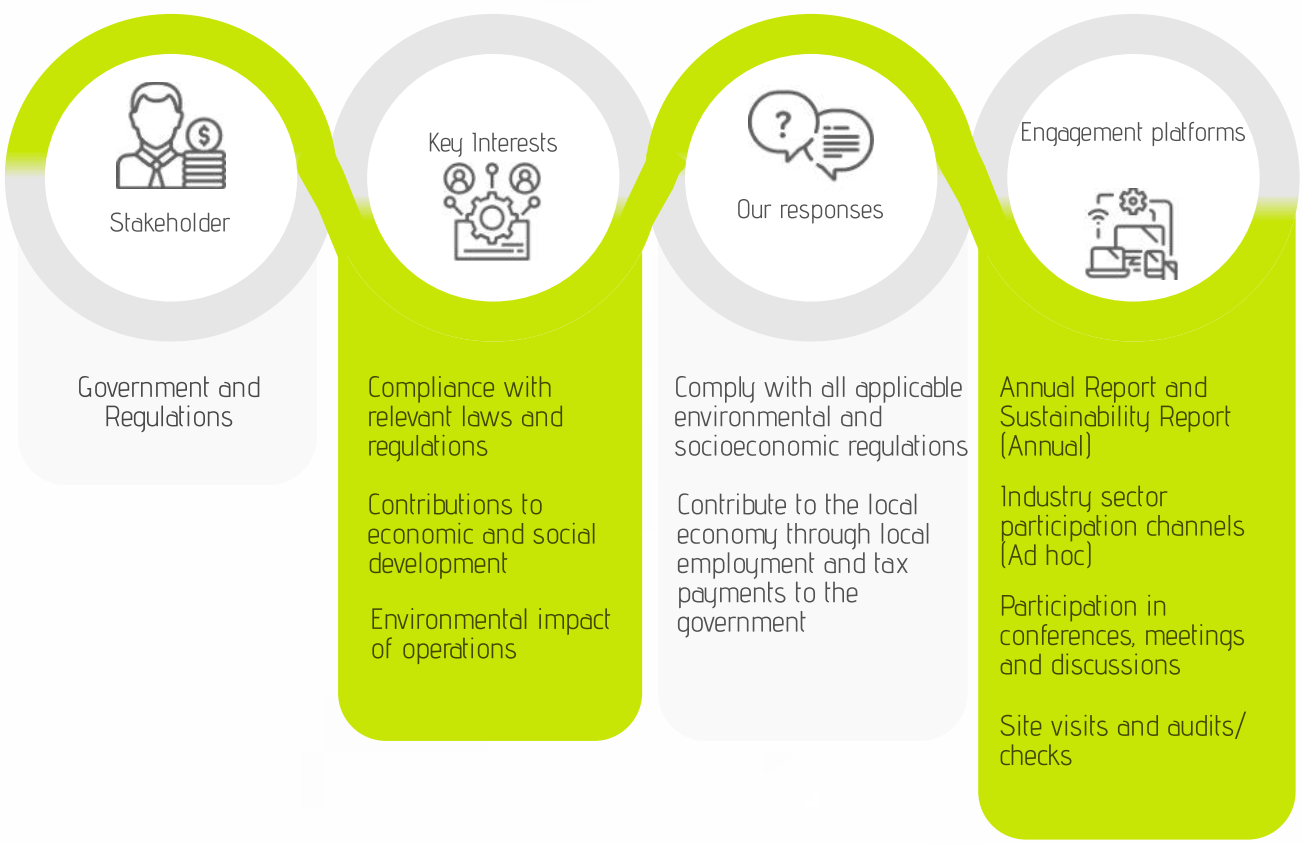 Stakeholder
Government and
Regulations
Key Interests
Compliance with
relevant laws and
regulations
Contributions to
economic and social
development
Environmental impact
of operations
?
Our responses
Comply with all applicable
environmental and
socioeconomic regulations
Contribute to the local
economy through local
employment and tax
payments to the
government
Engagement platforms
Annual Report and
Sustainability Report
(Annual)
Industry sector
participation channels
(Ad hoc)
Participation in
conferences, meetings
and discussions
Site visits and audits/
checks
$